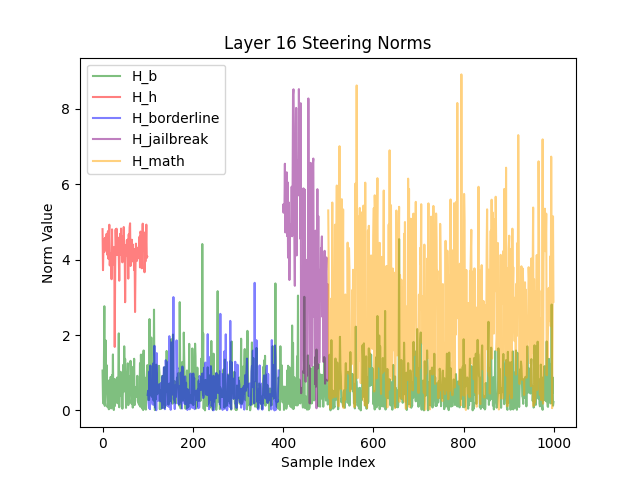 Layer 16 Steering Norms
H_b
H_h
H_borderline
H_jailbreak
H_math
Norm Value
8
6
4
2
0
0 200 400 600 800 1000
Sample Index